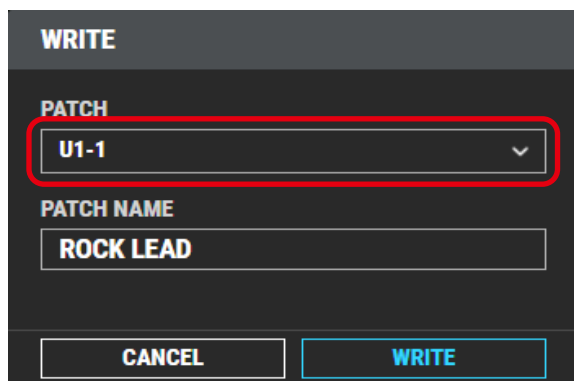 WRITE
PATCH
U1-1
PATCH NAME
ROCK LEAD
CANCEL WRITE